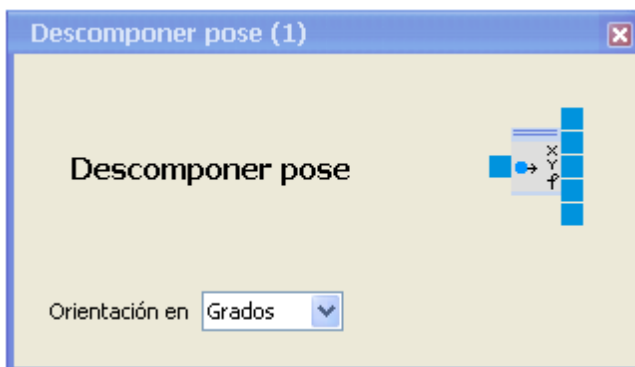 Descomponer pose (1)
Descomponer pose
X
Y
Orientación en Grados